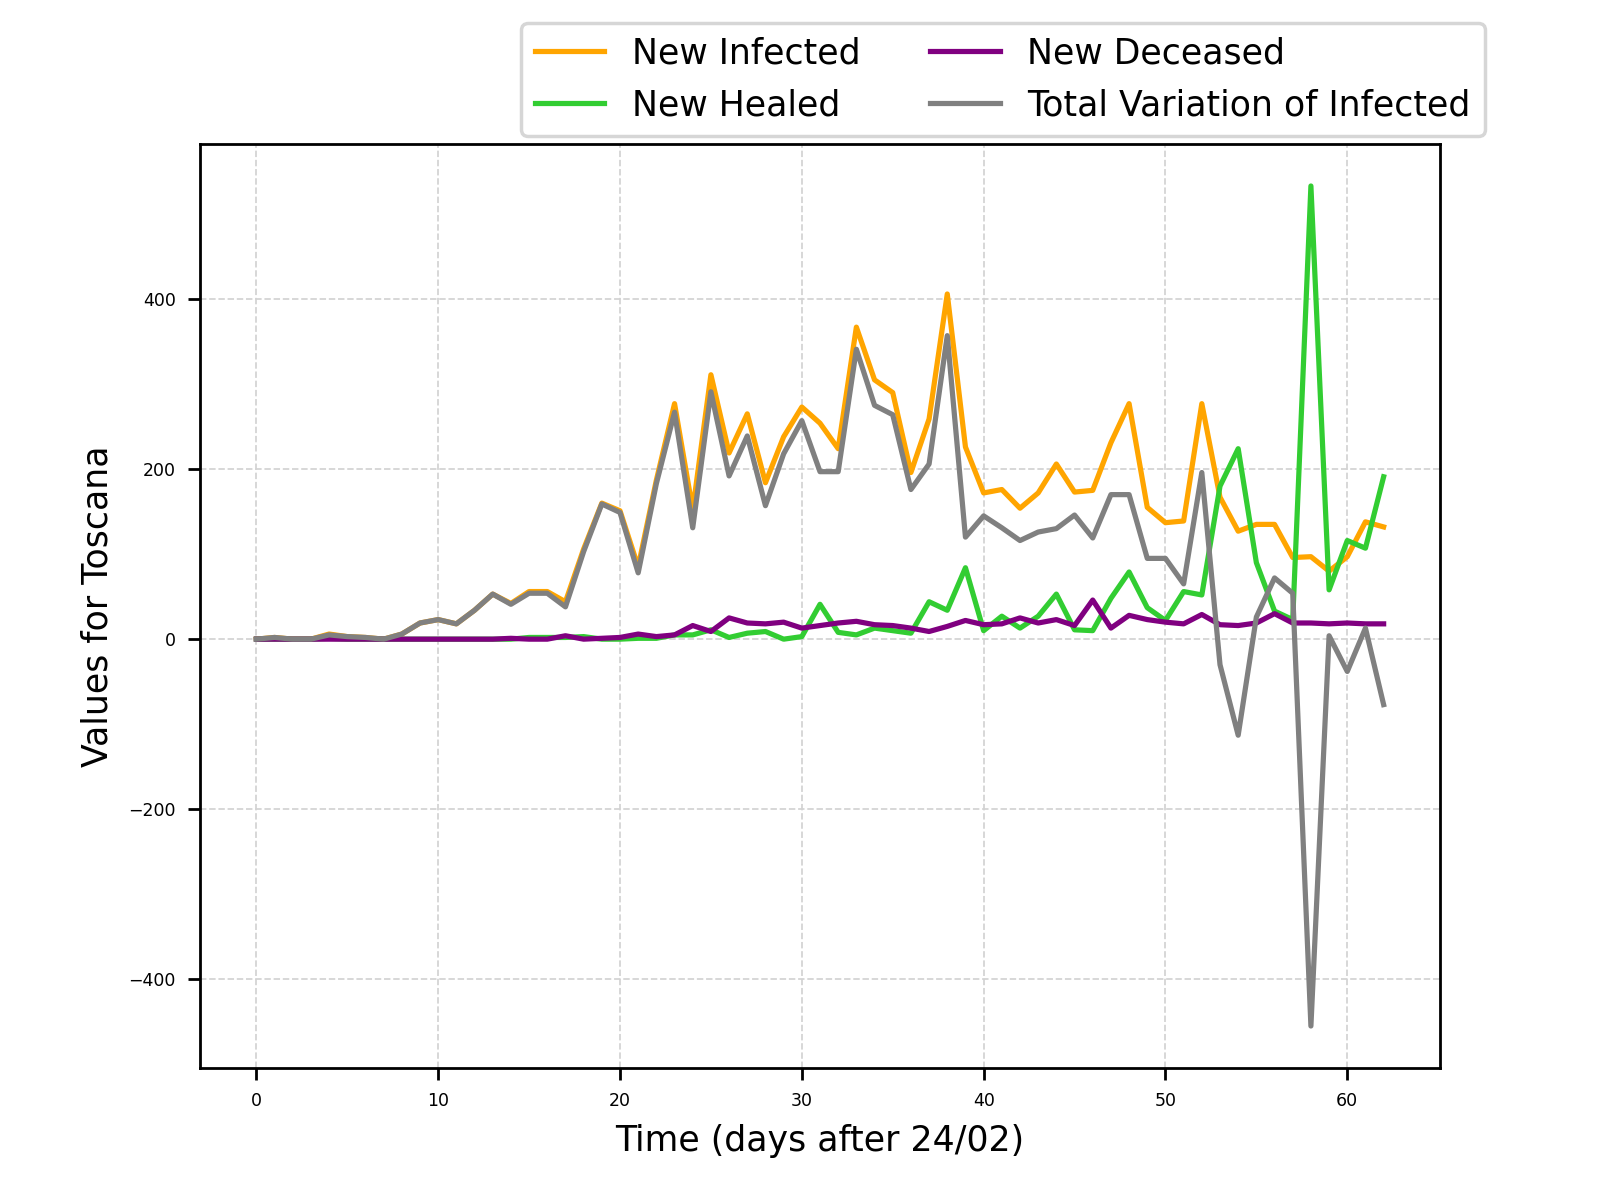 New Infected
New Healed
New Deceased
Total Variation of Infected
Values for Toscana
400
200
0
−200
−400
0 10 20 30 40 50 60
Time (days after 24/02)